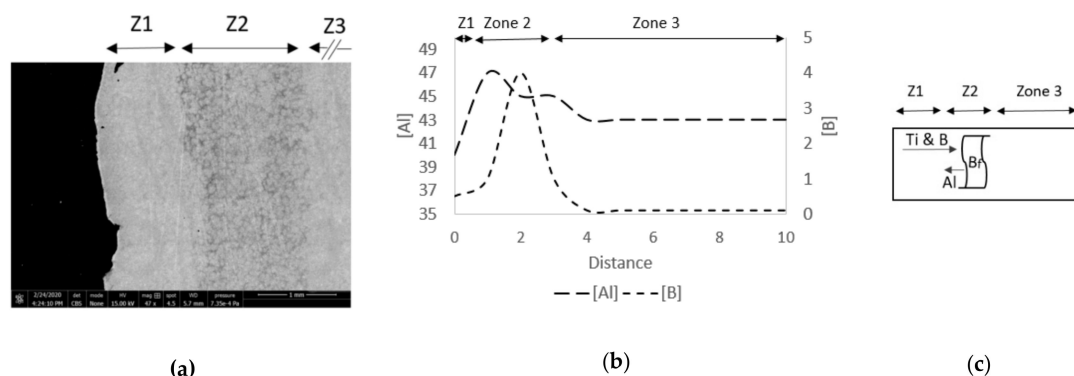 Z1 Z2 Z3
2/24/2020 det mode HV mag spot WD pressure
4:24:10 PM CBS None 15.00 kV 47 x 4.5 5.7 mm 7.35e-4 Pa
1 mm
(a)
Z1 Zone 2 Zone 3
49
47
45
43
41
39
37
35
[Al]
5
4
3
2
1
0
[B]
0 2 4 6 8 10
Distance
[Al] [B]
(b)
Z1 Z2 Zone 3
Ti & B
Bf
Al
(c)